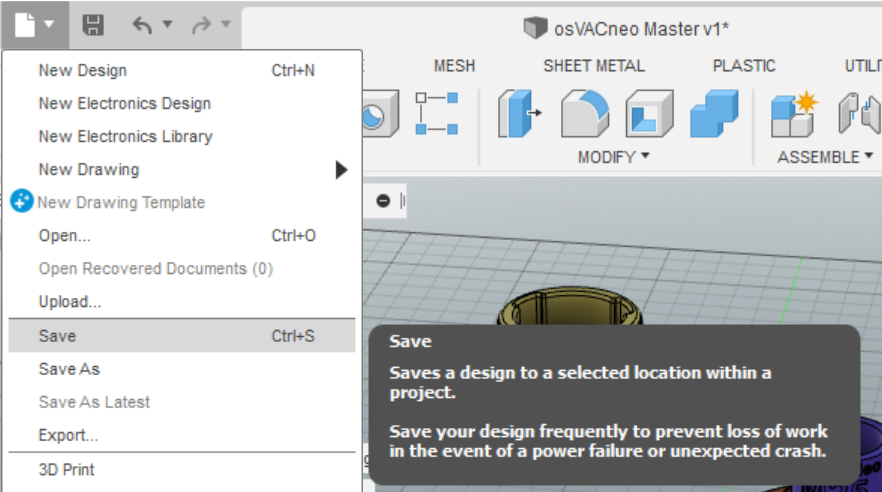 osVACneo Master v1*
MESH
SHEET METAL
PLASTIC
MODIFY
ASSEMBLE
New Design Ctrl+N
New Electronics Design
New Electronics Library
New Drawing
New Drawing Template
Open... Ctrl+O
Open Recovered Documents (0)
Upload...
Save Ctrl+S
Save As
Save As Latest
Export...
3D Print
Save
Saves a design to a selected location within a
project.
Save your design frequently to prevent loss of work
in the event of a power failure or unexpected crash.